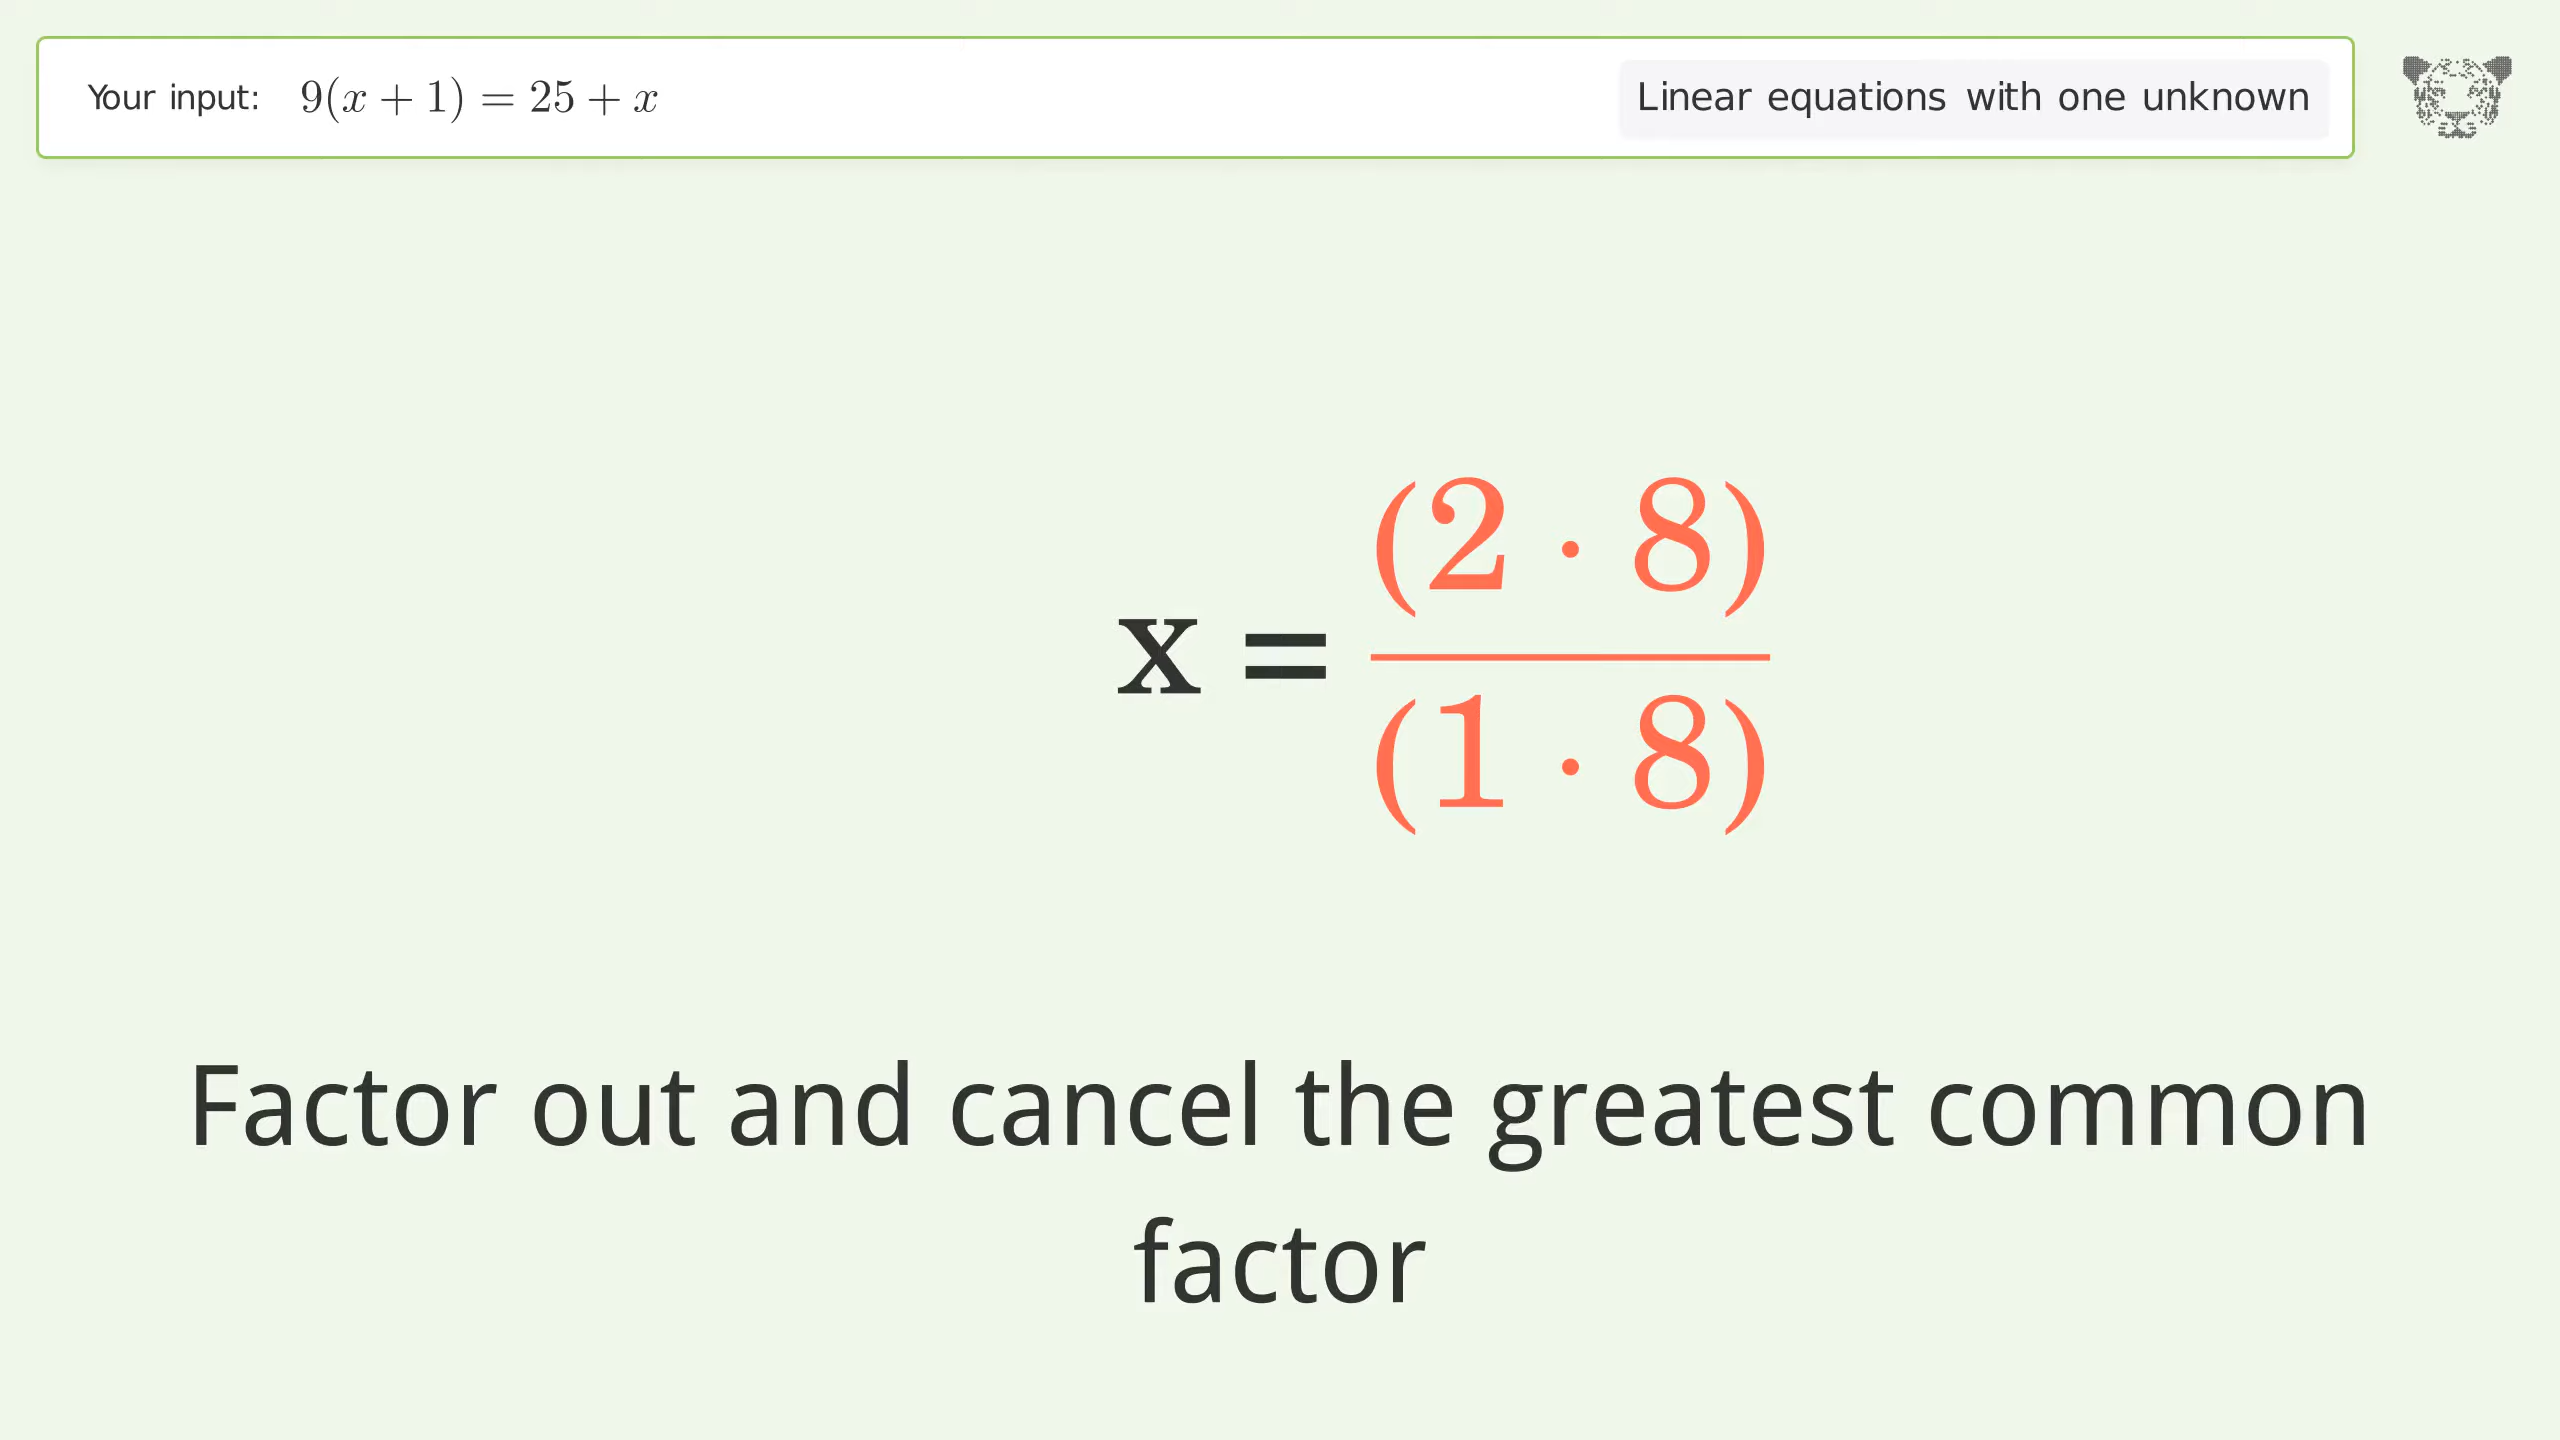 Your input: 9(x + 1) = 25 + x Linear equations with one unknown
x = (2 · 8) / (1 · 8)
Factor out and cancel the greatest common
factor